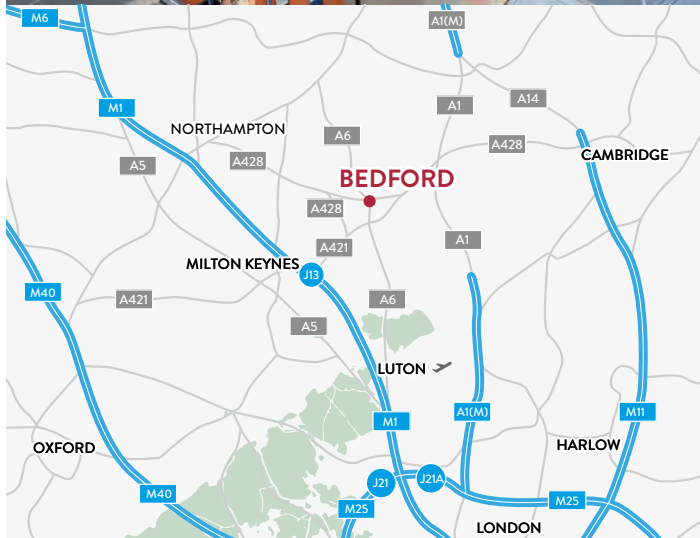 M6
A1(M)
M1
A1
A14
NORTHAMPTON
A6
A428
A5
A428
CAMBRIDGE
BEDFORD
A428
A421
A1
MILTON KEYNES
J13
M40
A421
A6
A5
LUTON
M1
A1(M)
M11
OXFORD
HARLOW
J21
J21A
M40
M25
M25
LONDON